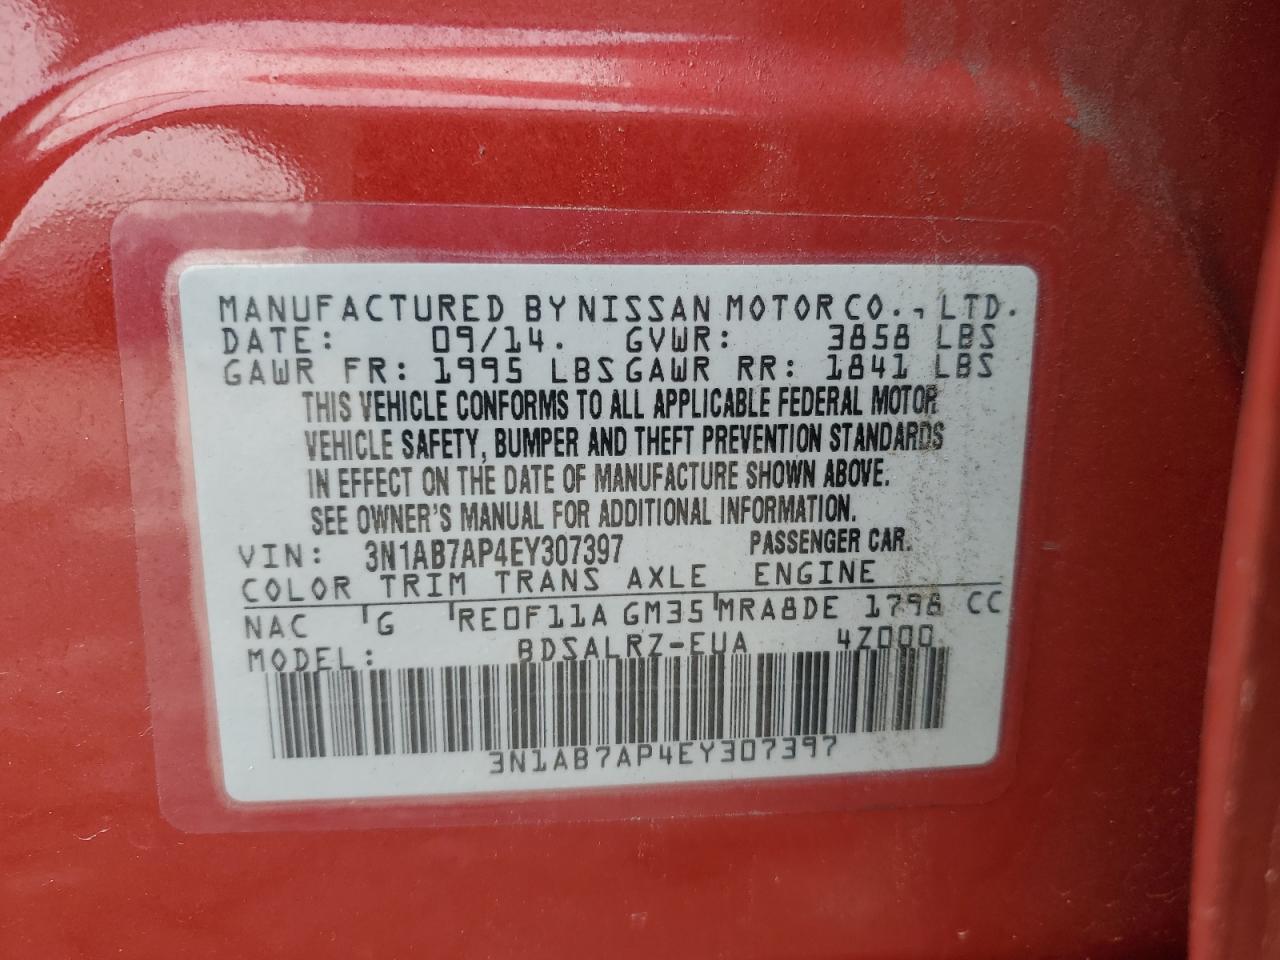 MANUFACTURED BY NISSAN MOTOR CO., LTD.
DATE: 09/14. GVWR: 3858 LBS
GAWR FR: 1995 LBS GAWR RR: 1841 LBS
THIS VEHICLE CONFORMS TO ALL APPLICABLE FEDERAL MOTOR
VEHICLE SAFETY, BUMPER AND THEFT PREVENTION STANDARDS
IN EFFECT ON THE DATE OF MANUFACTURE SHOWN ABOVE.
SEE OWNER'S MANUAL FOR ADDITIONAL INFORMATION.
VIN: 3N1AB7AP4EY307397 PASSENGER CAR.
COLOR TRIM TRANS AXLE ENGINE
NAC G RE0F11A GM35 MRA8DE 1798 CC
MODEL: BDSALRZ-EUA 4Z000
3N1AB7AP4EY307397